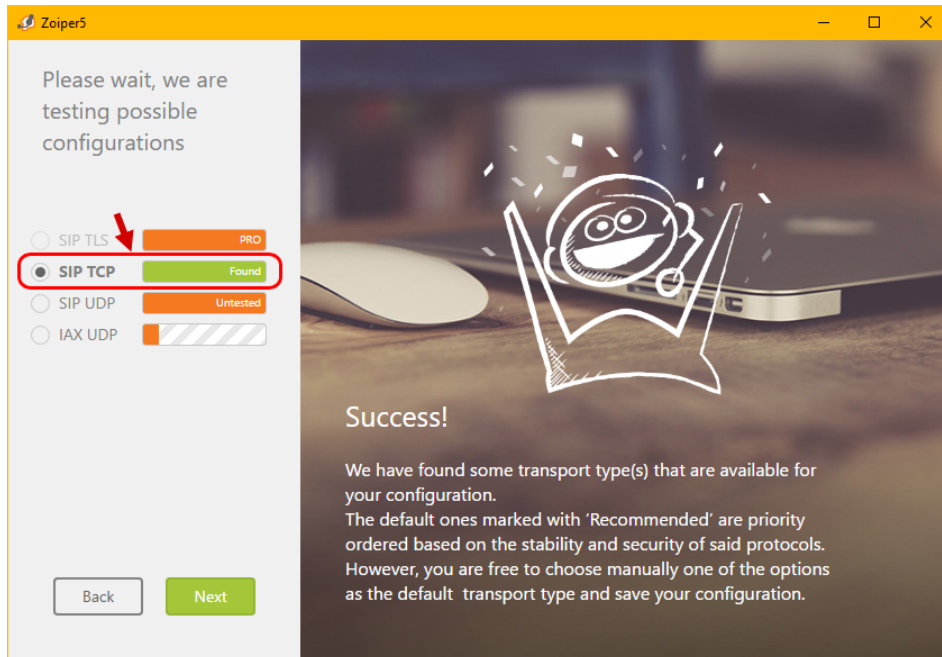 Zoiper5
Please wait, we are
testing possible
configurations
SIP TLS PRO
SIP TCP Found
SIP UDP Untested
IAX UDP
Success!
We have found some transport type(s) that are available for
your configuration.
The default ones marked with ‘Recommended’ are priority
ordered based on the stability and security of said protocols.
However, you are free to choose manually one of the options
as the default  transport type and save your configuration.
Back Next